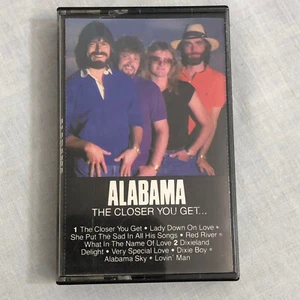 ALABAMA
THE CLOSER YOU GET...
1 The Closer You Get • Lady Down On Love •
She Put The Sad In All His Songs • Red River •
What In The Name Of Love 2 Dixieland
Delight • Very Special Love • Dixie Boy •
Alabama Sky • Lovin' Man